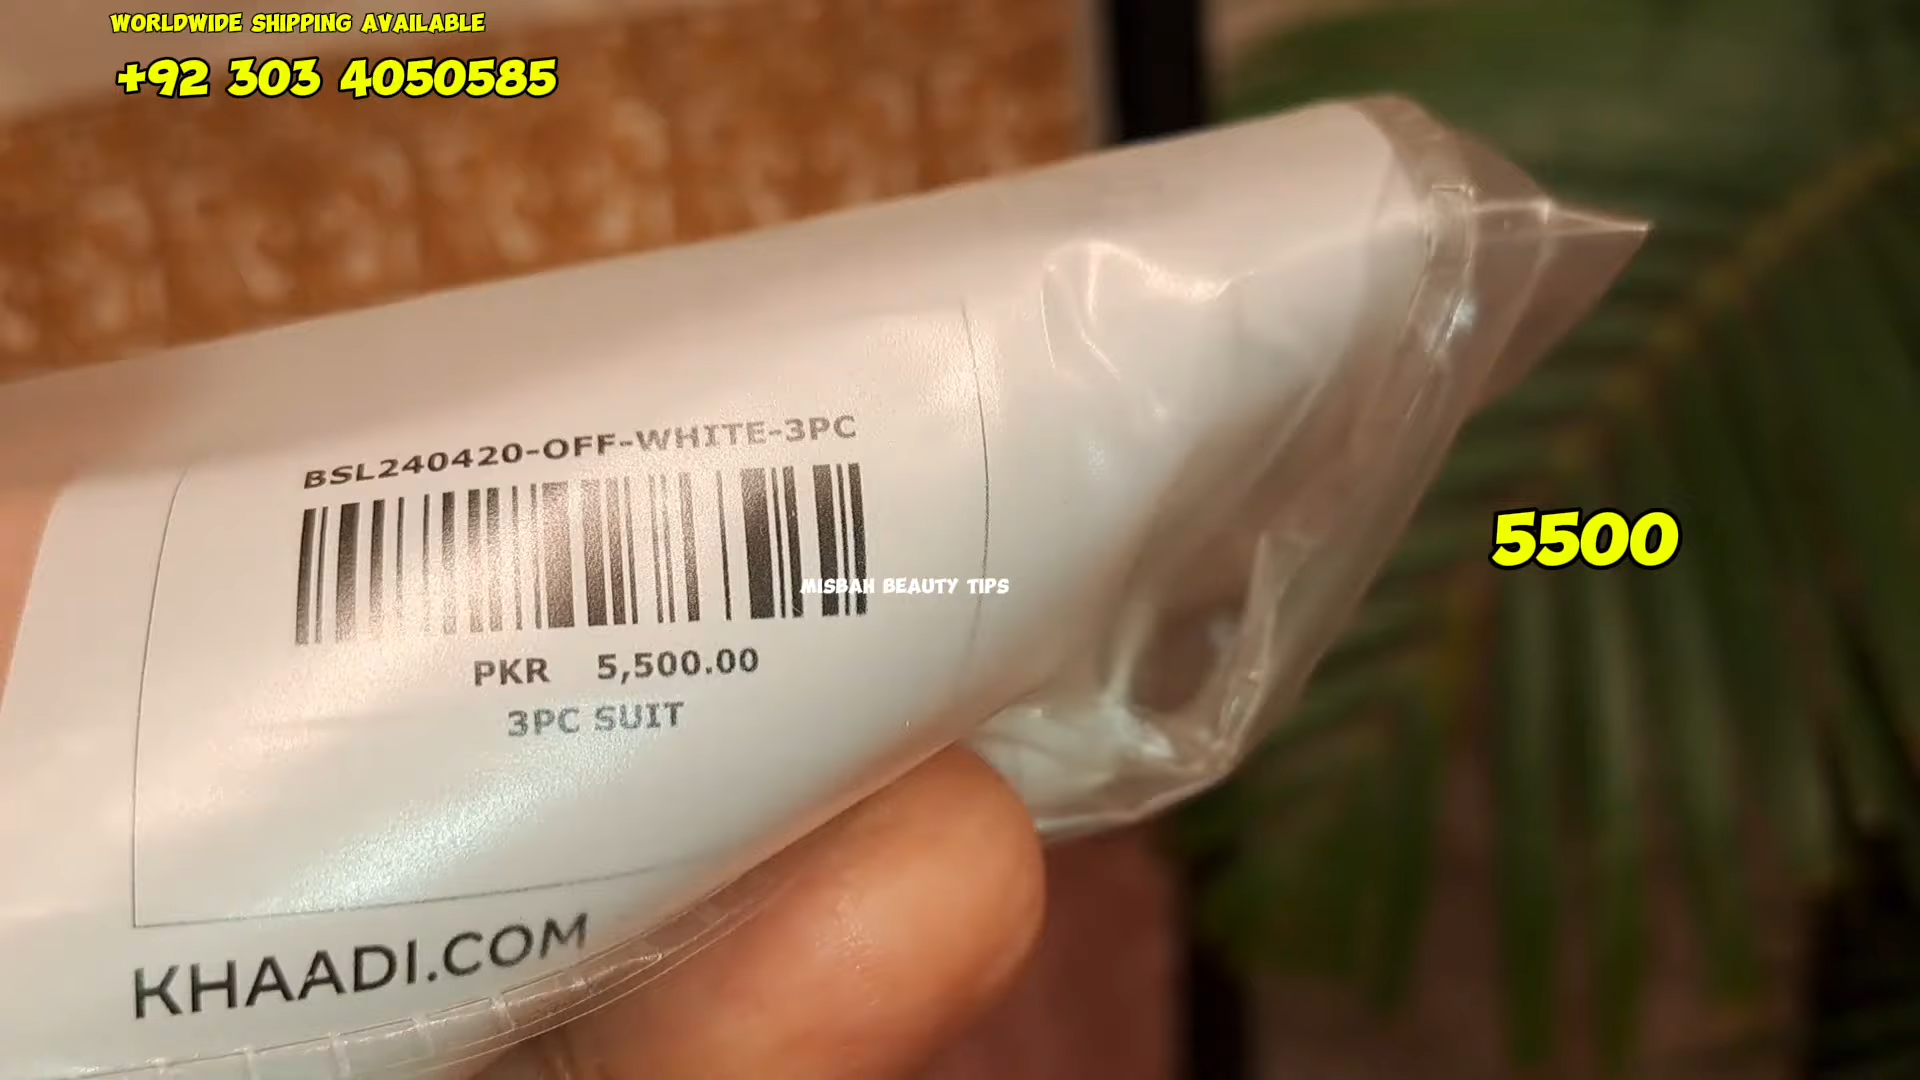 WORLDWIDE SHIPPING AVAILABLE
+92 303 4050585
BSL240420-OFF-WHITE-3PC
5500
MISBAH BEAUTY TIPS
PKR 5,500.00
3PC SUIT
KHAADI.COM